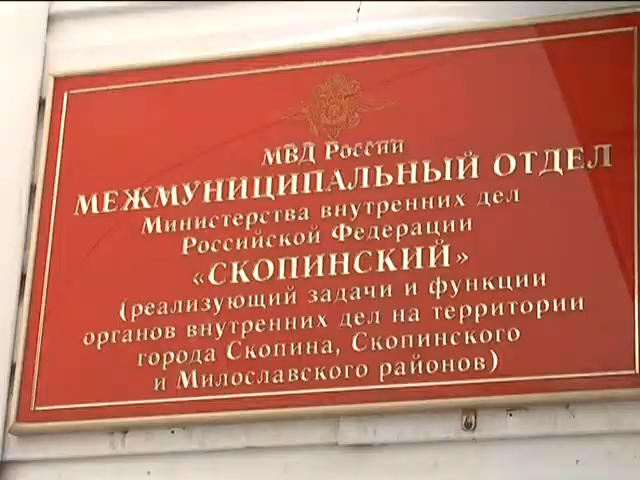 МВД России
МЕЖМУНИЦИПАЛЬНЫЙ ОТДЕЛ
Министерства внутренних дел
Российской Федерации
«СКОПИНСКИЙ»
(реализующий задачи и функции
органов внутренних дел на территории
города Скопина, Скопинского
и Милославского районов)